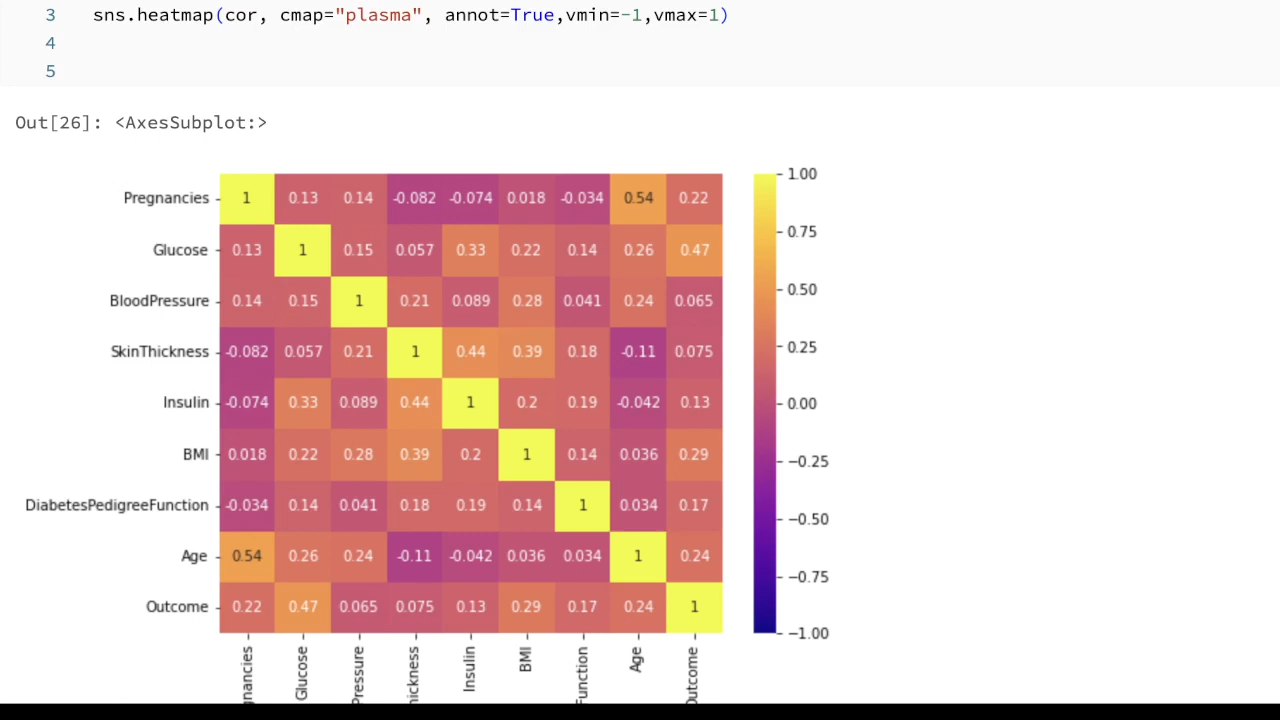 3 sns.heatmap(cor, cmap="plasma", annot=True,vmin=-1,vmax=1)
4
5
Out[26]: <AxesSubplot:>
Pregnancies 1 0.13 0.14 -0.082 -0.074 0.018 -0.034 0.54 0.22
Glucose 0.13 1 0.15 0.057 0.33 0.22 0.14 0.26 0.47
BloodPressure 0.14 0.15 1 0.21 0.089 0.28 0.041 0.24 0.065
SkinThickness -0.082 0.057 0.21 1 0.44 0.39 0.18 -0.11 0.075
Insulin -0.074 0.33 0.089 0.44 1 0.2 0.19 -0.042 0.13
BMI 0.018 0.22 0.28 0.39 0.2 1 0.14 0.036 0.29
DiabetesPedigreeFunction -0.034 0.14 0.041 0.18 0.19 0.14 1 0.034 0.17
Age 0.54 0.26 0.24 -0.11 -0.042 0.036 0.034 1 0.24
Outcome 0.22 0.47 0.065 0.075 0.13 0.29 0.17 0.24 1
1.00
0.75
0.50
0.25
0.00
−0.25
−0.50
−0.75
−1.00
gnancies
Glucose
Pressure
hickness
Insulin
BMI
Function
Age
Outcome